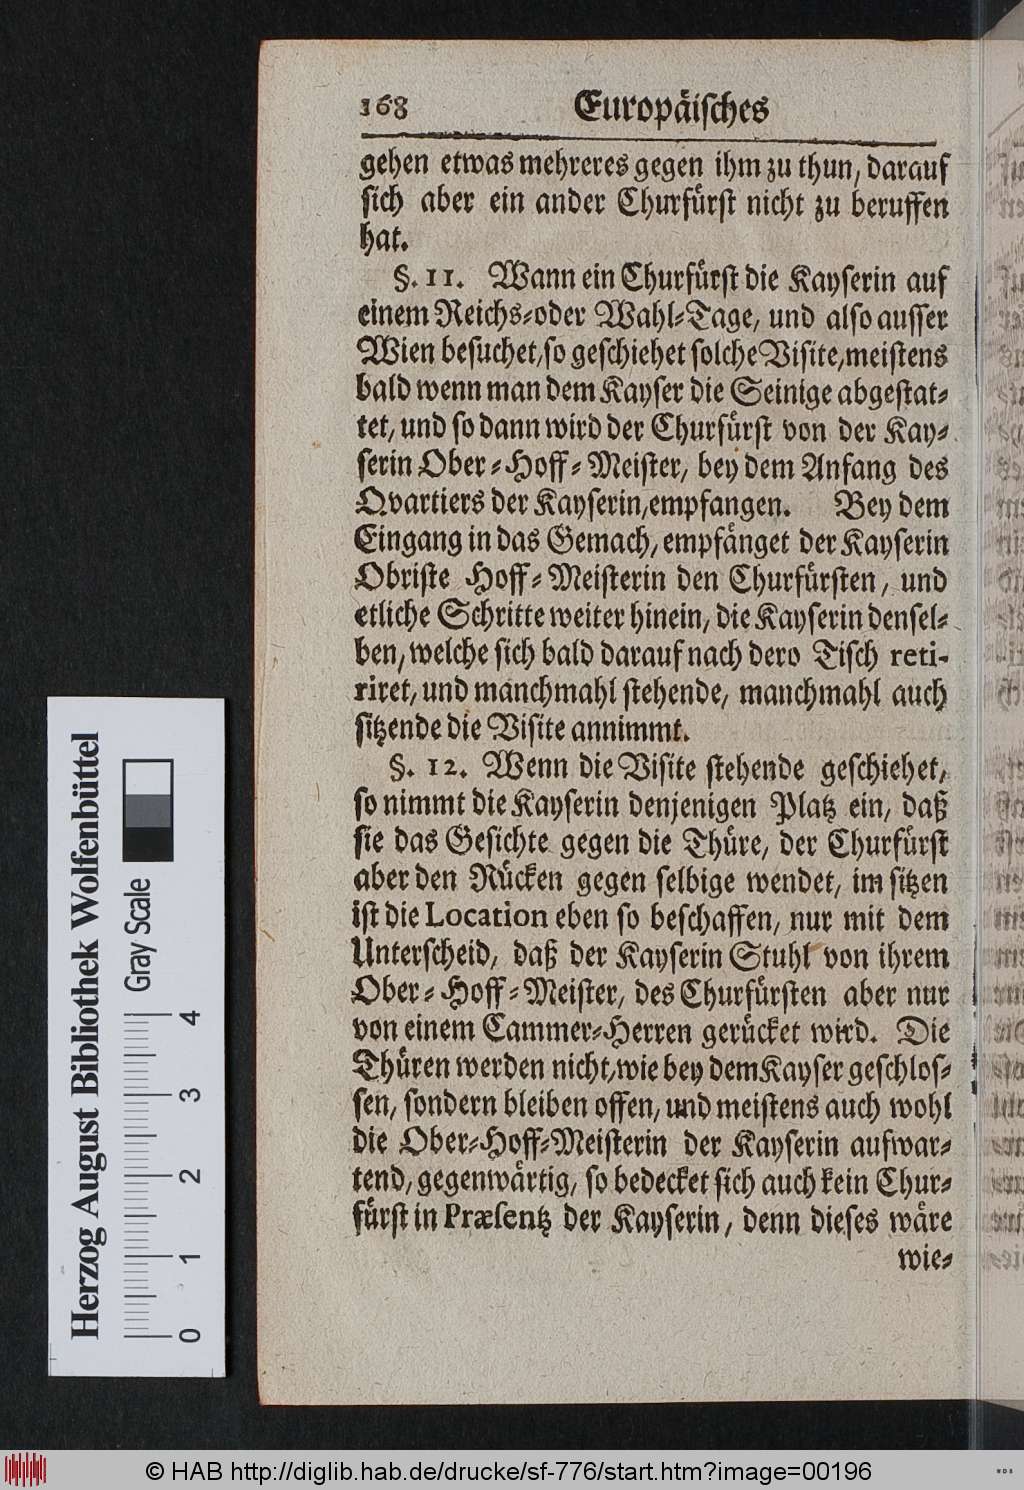 168 Europäiſches
gehen etwas mehreres gegen ihm zu thun, darauf
ſich aber ein ander Churfürſt nicht zu beruffen
hat.
§. 11. Wann ein Churfürſt die Kayſerin auf
einem Reichs-oder Wahl-Tage, und alſo auſſer
Wien beſuchet, ſo geſchiehet ſolche Viſite, meiſtens
bald wenn man dem Kayſer die Seinige abgeſtat-
tet, und ſo dann wird der Churfürſt von der Kay-
ſerin Ober-Hoff-Meiſter, bey dem Anfang des
Qvartiers der Kayſerin, empfangen. Bey dem
Eingang in das Gemach, empfänget der Kayſerin
Obriſte Hoff-Meiſterin den Churfürſten, und
etliche Schritte weiter hinein, die Kayſerin denſel-
ben, welche ſich bald darauf nach dero Tiſch reti-
riret, und manchmahl ſtehende, manchmahl auch
ſitzende die Viſite annimmt.
§. 12. Wenn die Viſite ſtehende geſchiehet,
ſo nimmt die Kayſerin denjenigen Platz ein, daß
ſie das Geſichte gegen die Thüre, der Churfürſt
aber den Rücken gegen ſelbige wendet, im ſitzen
iſt die Location eben ſo beſchaffen, nur mit dem
Unterſcheid, daß der Kayſerin Stuhl von ihrem
Ober-Hoff-Meiſter, des Churfürſten aber nur
von einem Cammer-Herren gerücket wird. Die
Thüren werden nicht, wie bey dem Kayſer geſchloſ-
ſen, ſondern bleiben offen, und meiſtens auch wohl
die Ober-Hoff-Meiſterin der Kayſerin aufwar-
tend, gegenwärtig, ſo bedecket ſich auch kein Chur-
fürſt in Præſentz der Kayſerin, denn dieſes wäre
wie-
Herzog August Bibliothek Wolfenbüttel
Gray Scale
0 1 2 3 4
© HAB http://diglib.hab.de/drucke/sf-776/start.htm?image=00196